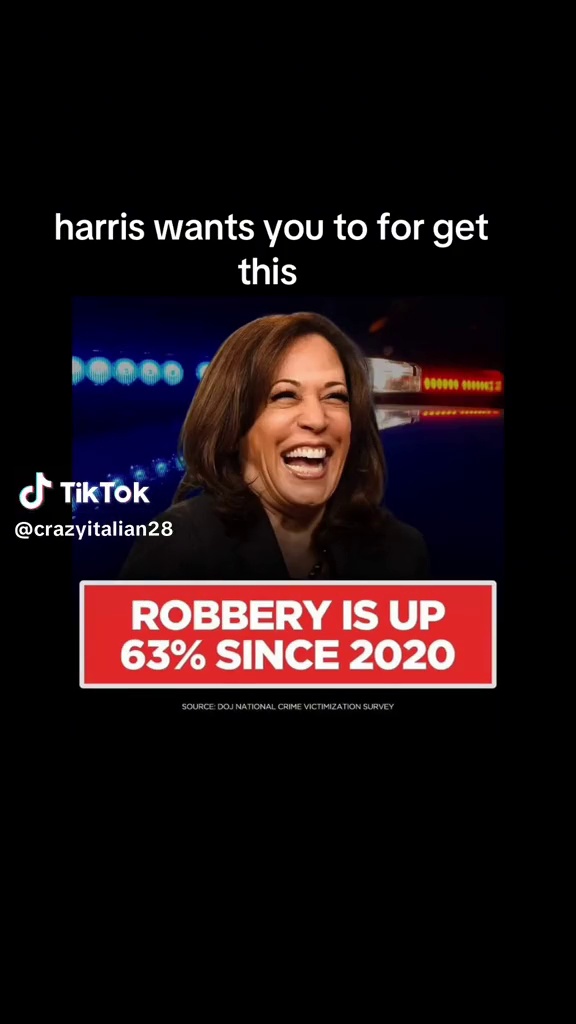 harris wants you to for get
this
TikTok
@crazyitalian28
ROBBERY IS UP
63% SINCE 2020
SOURCE: DOJ NATIONAL CRIME VICTIMIZATION SURVEY